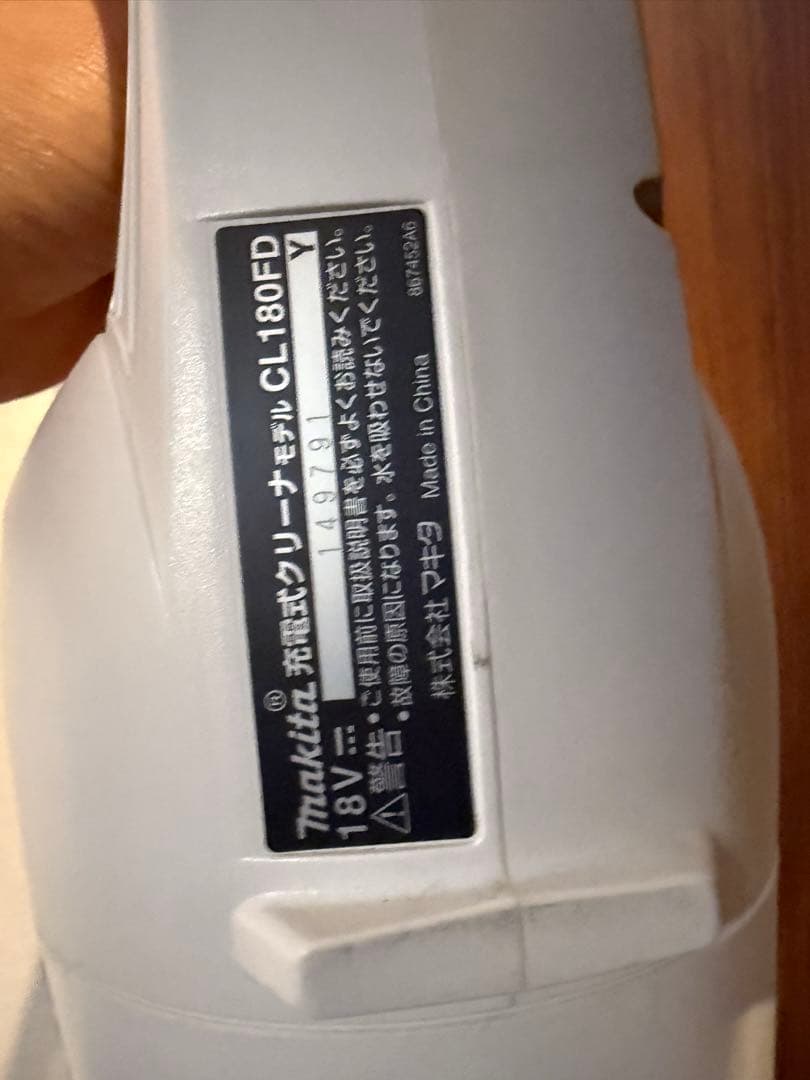 makita® 充電式クリーナ モデル CL180FD
18V⎓ 149791 Y
⚠警告 •ご使用前に取扱説明書を必ずよくお読みください。
•故障の原因になります。水を吸わせないでください。
株式会社 マキタ Made in China 867452A6